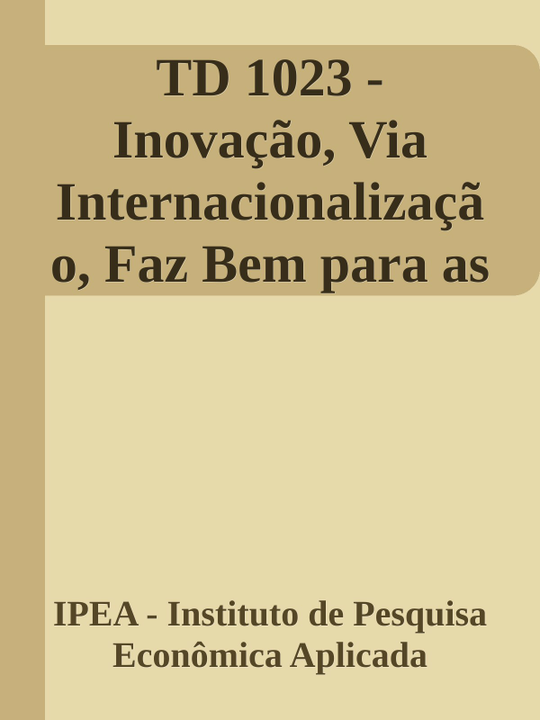 TD 1023 -
Inovação, Via
Internacionalizaçã
o, Faz Bem para as
IPEA - Instituto de Pesquisa
Econômica Aplicada